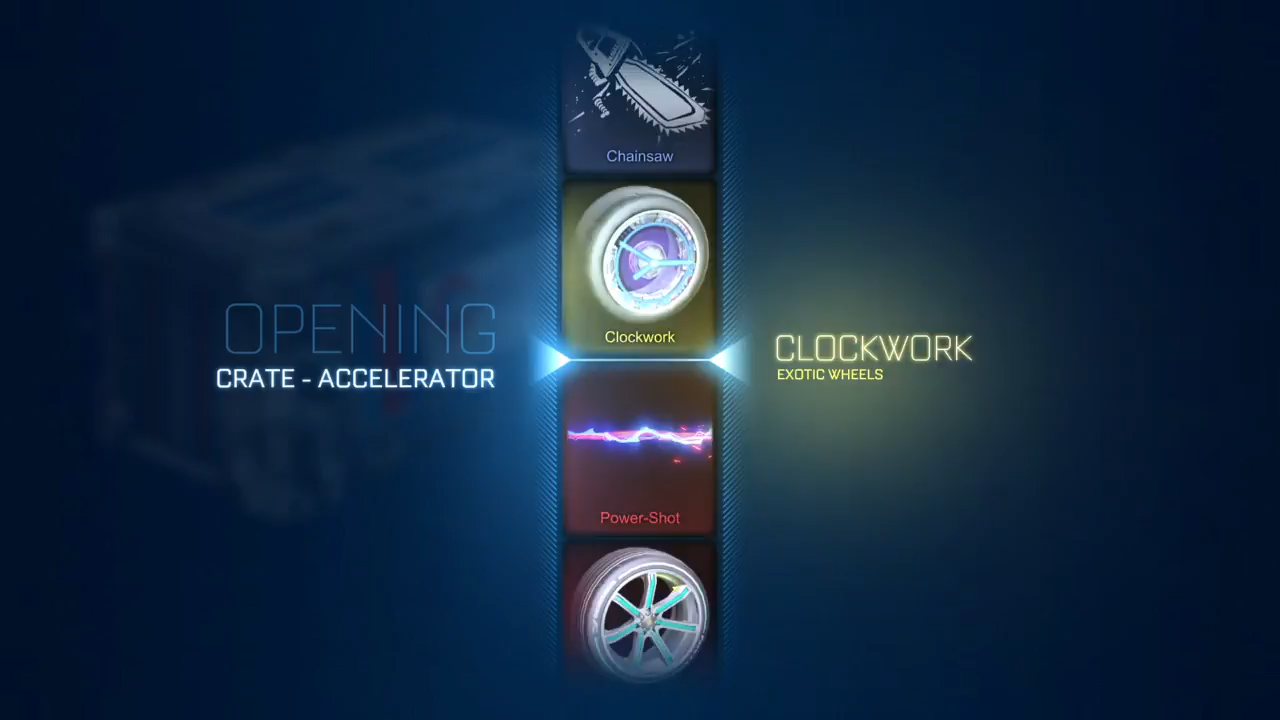 Chainsaw
Clockwork
OPENING
CRATE - ACCELERATOR
CLOCKWORK
EXOTIC WHEELS
Power-Shot